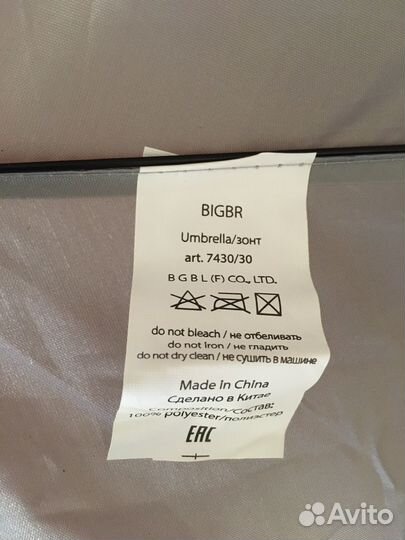 BIGBR
Umbrella/зонт
art. 7430/30
B G B L (F) CO., LTD.
do not bleach / не отбеливать
do not Iron / не гладить
do not dry clean / не сушить в машине
Made in China
Сделано в Китае
Composition/Состав:
100% polyester/полиэстер
EAC
Avito